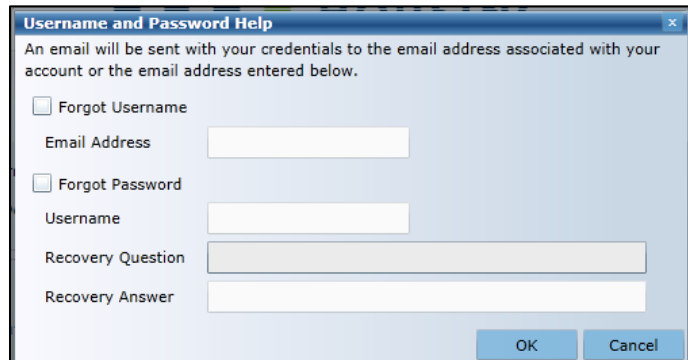 Username and Password Help
An email will be sent with your credentials to the email address associated with your
account or the email address entered below.
Forgot Username
Email Address
Forgot Password
Username
Recovery Question
Recovery Answer
OK Cancel